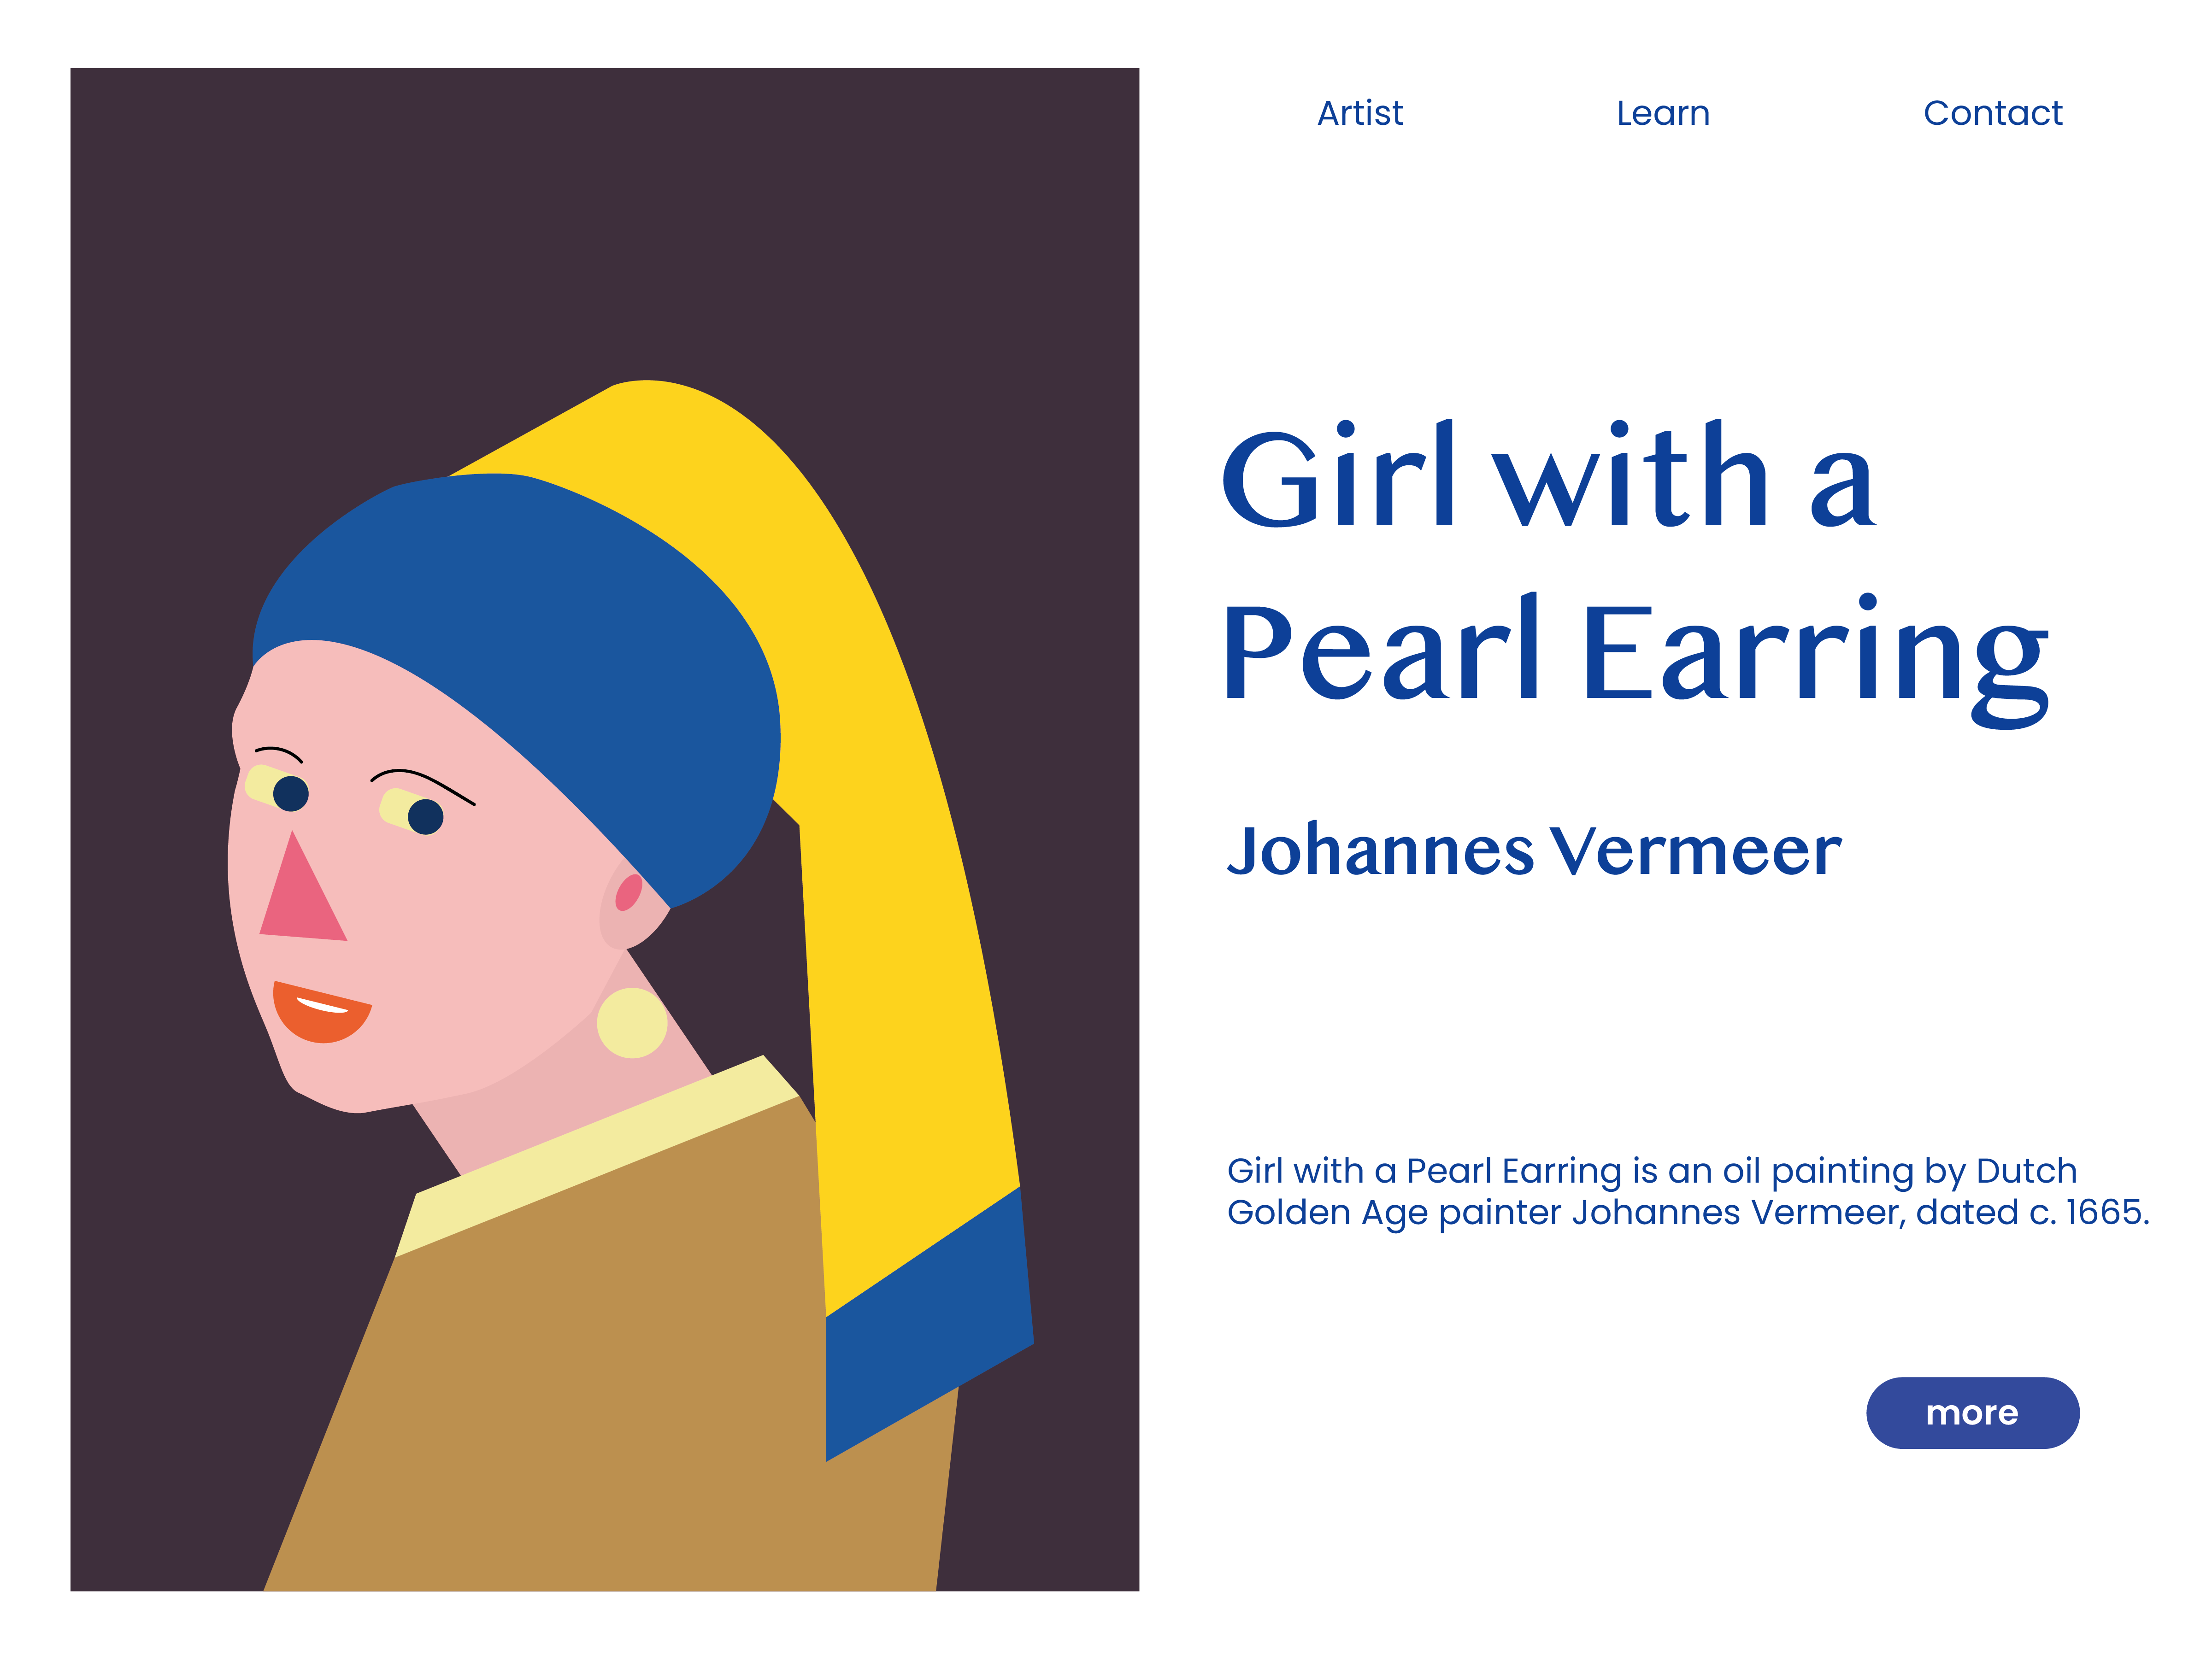 Artist Learn Contact
Girl with a
Pearl Earring
Johannes Vermeer
Girl with a Pearl Earring is an oil painting by Dutch
Golden Age painter Johannes Vermeer, dated c. 1665.
more